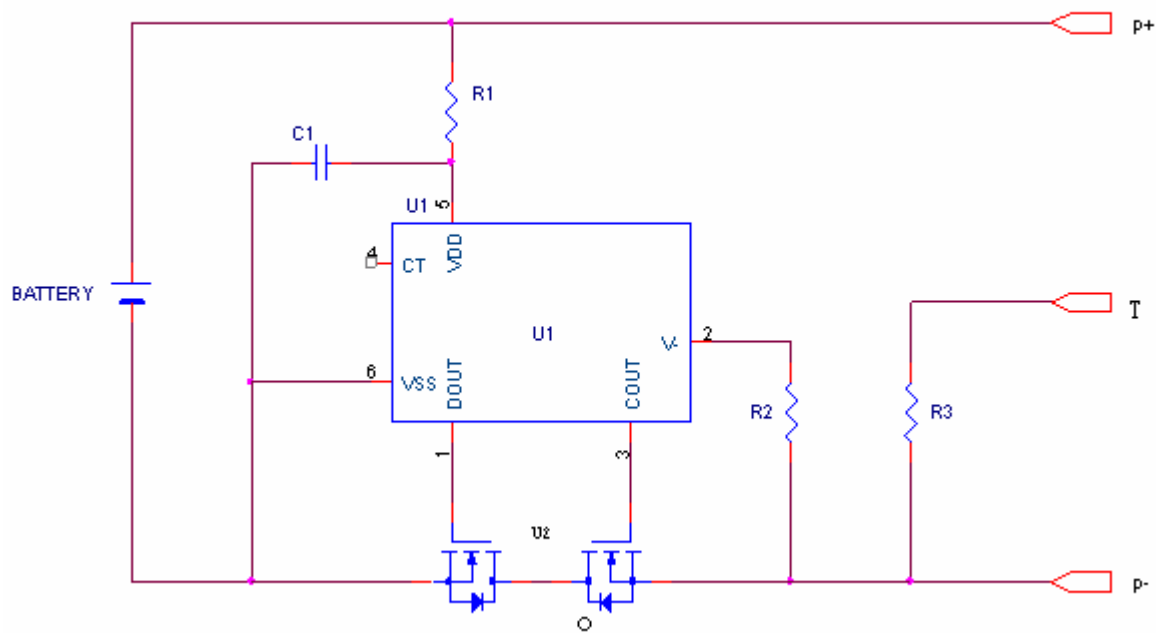 p+
R1
C1
U1
5
4
CT
VDD
BATTERY
T
U1
V-
2
6
VSS
DOUT
COUT
R2
R3
1
3
U2
p-